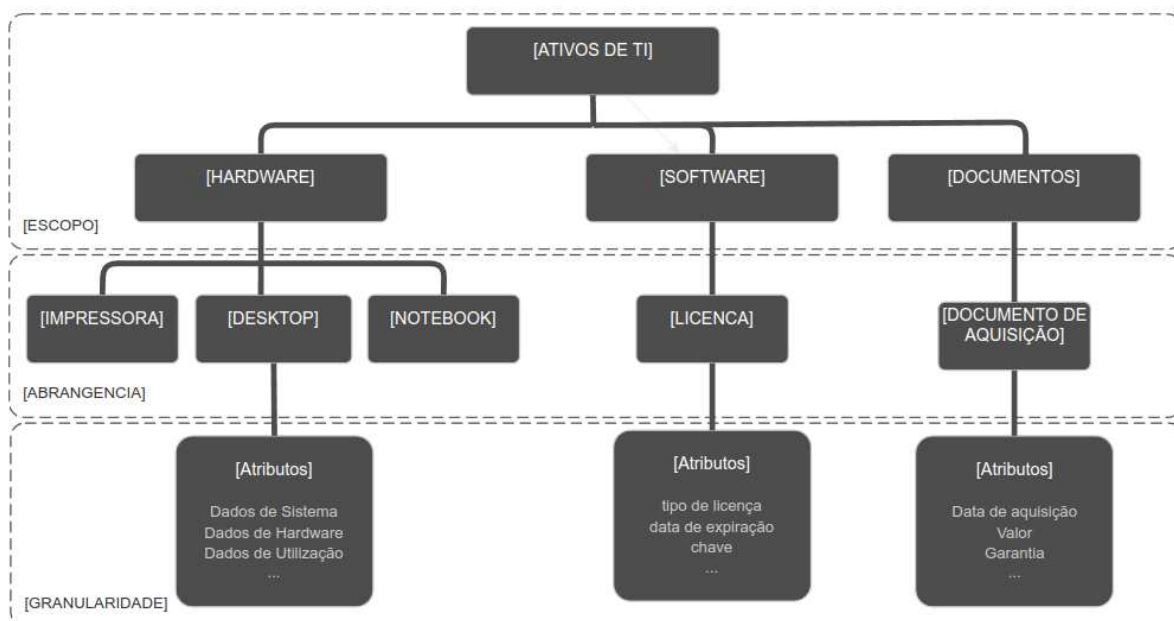 [ATIVOS DE TI]
[HARDWARE]
[SOFTWARE]
[DOCUMENTOS]
[ESCOPO]
[IMPRESSORA]
[DESKTOP]
[NOTEBOOK]
[LICENCA]
[DOCUMENTO DE
AQUISIÇÃO]
[ABRANGENCIA]
[Atributos]
Dados de Sistema
Dados de Hardware
Dados de Utilização
...
[Atributos]
tipo de licença
data de expiração
chave
...
[Atributos]
Data de aquisição
Valor
Garantia
...
[GRANULARIDADE]